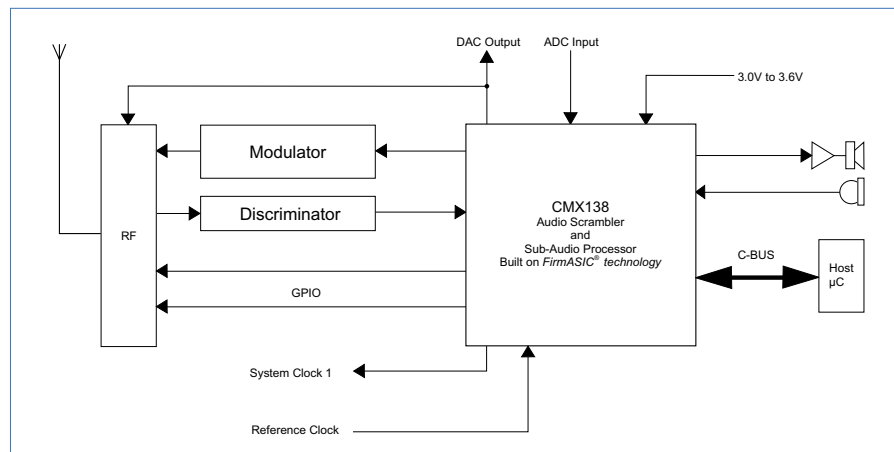 DAC Output
ADC Input
3.0V to 3.6V
Modulator
Discriminator
RF
CMX138
Audio Scrambler
and
Sub-Audio Processor
Built on FirmASIC® technology
C-BUS
Host
µC
GPIO
System Clock 1
Reference Clock